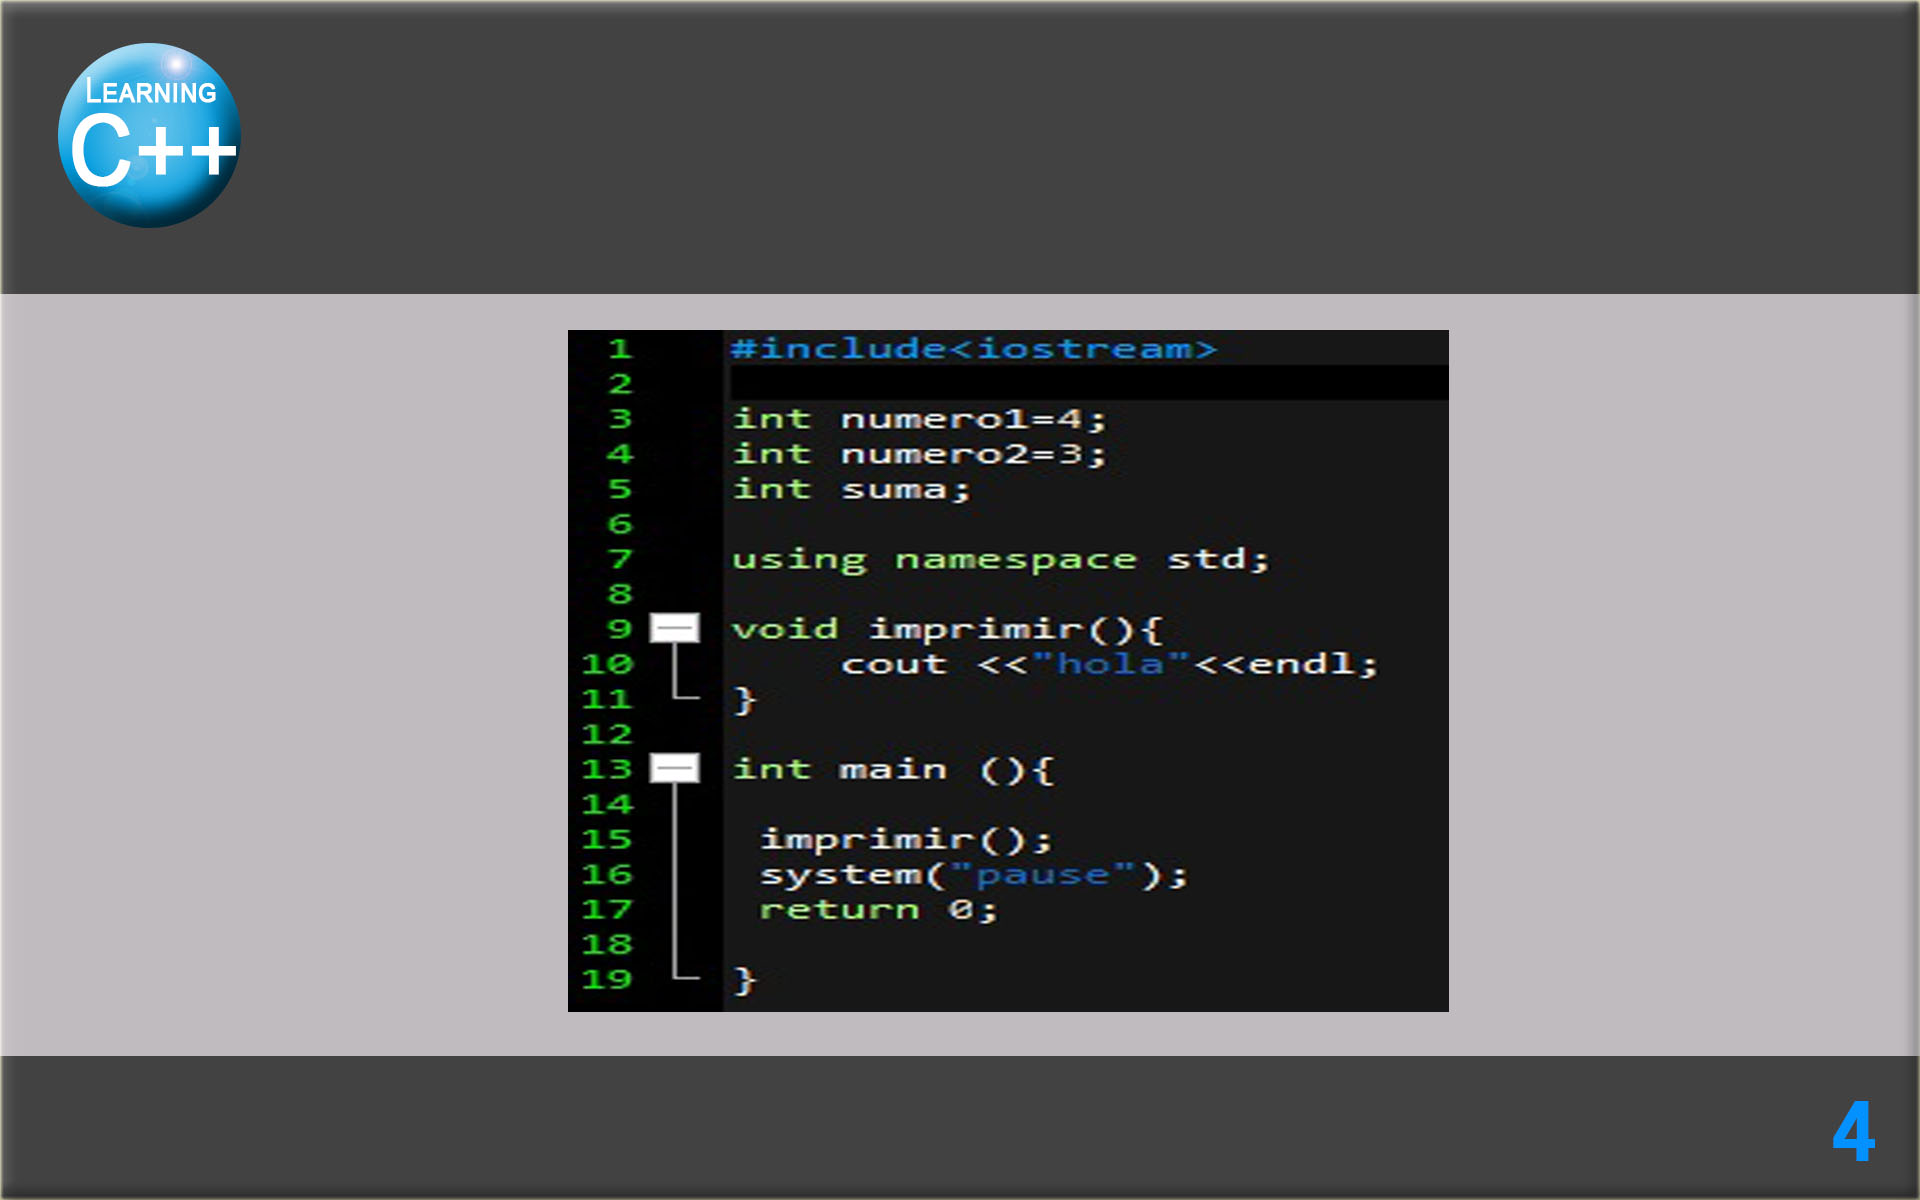 LEARNING
C++
1 #include<iostream>
2
3 int numero1=4;
4 int numero2=3;
5 int suma;
6
7 using namespace std;
8
9 void imprimir(){
10 cout <<"hola"<<endl;
11 }
12
13 int main (){
14
15 imprimir();
16 system("pause");
17 return 0;
18
19 }
4